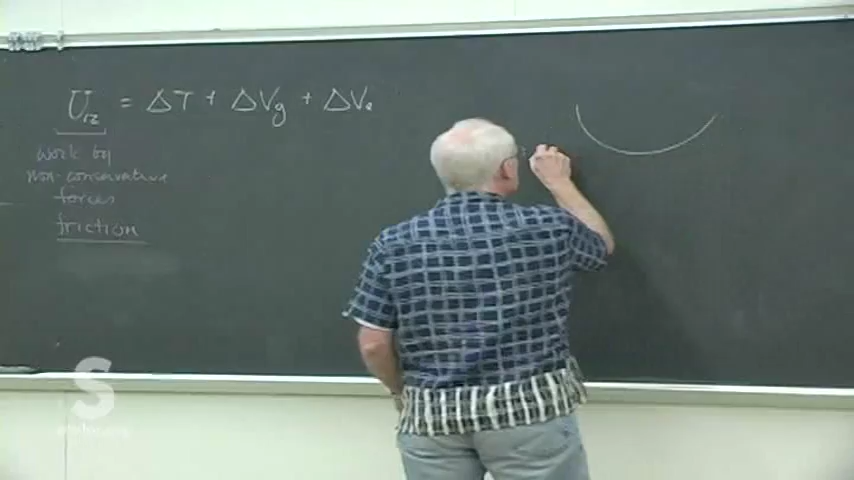 U₁₂ = ΔT + ΔVg + ΔVe
work by
non-conservative
forces
friction
S